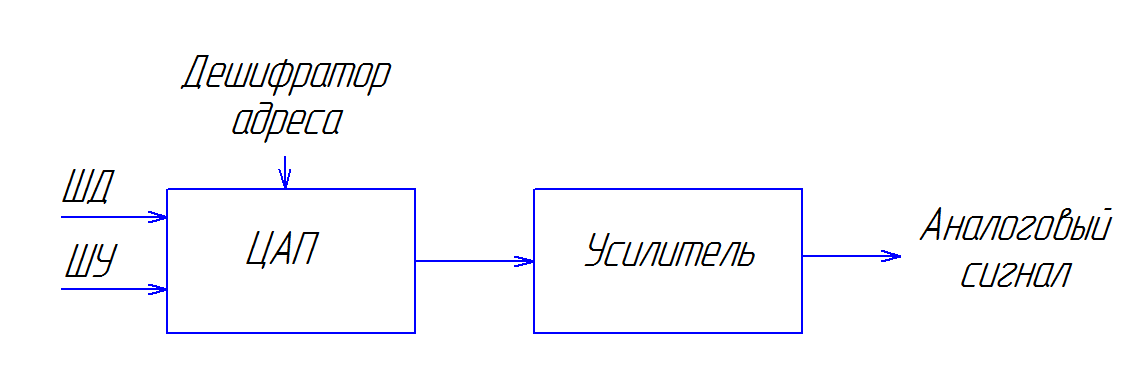 Дешифратор
адреса
ШД
ШУ
ЦАП
Усилитель
Аналоговый
сигнал